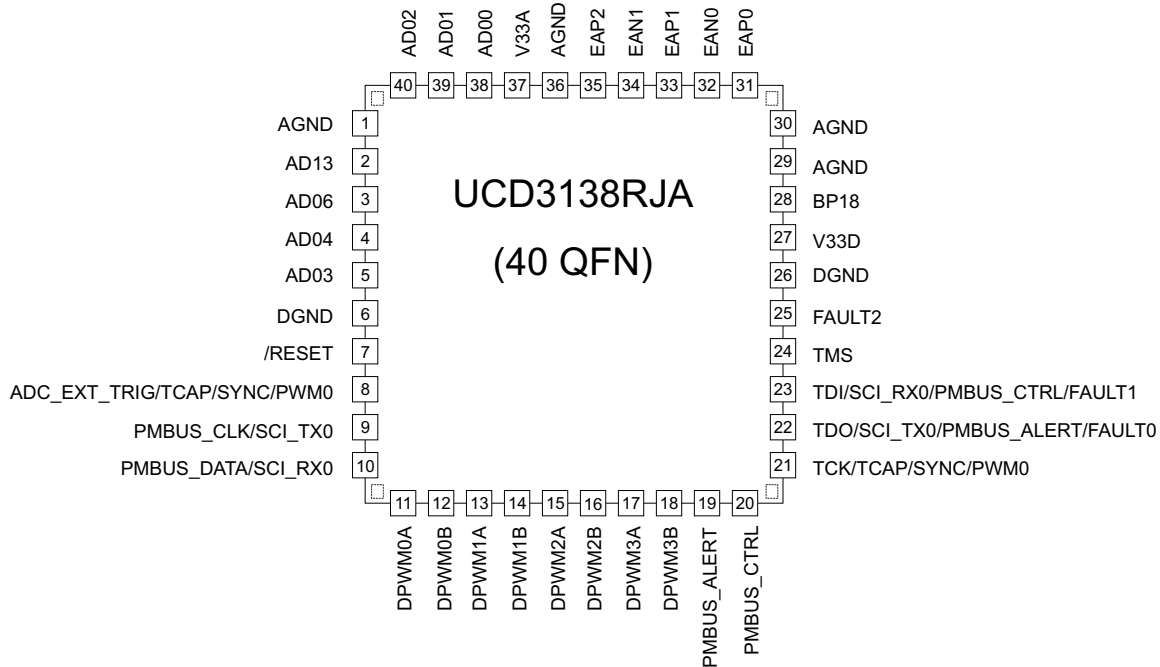 AD02
AD01
AD00
V33A
AGND
EAP2
EAN1
EAP1
EAN0
EAP0
40
39
38
37
36
35
34
33
32
31
UCD3138RJA
(40 QFN)
AGND 1
AD13 2
AD06 3
AD04 4
AD03 5
DGND 6
/RESET 7
ADC_EXT_TRIG/TCAP/SYNC/PWM0 8
PMBUS_CLK/SCI_TX0 9
PMBUS_DATA/SCI_RX0 10
30 AGND
29 AGND
28 BP18
27 V33D
26 DGND
25 FAULT2
24 TMS
23 TDI/SCI_RX0/PMBUS_CTRL/FAULT1
22 TDO/SCI_TX0/PMBUS_ALERT/FAULT0
21 TCK/TCAP/SYNC/PWM0
11
12
13
14
15
16
17
18
19
20
DPWM0A
DPWM0B
DPWM1A
DPWM1B
DPWM2A
DPWM2B
DPWM3A
DPWM3B
PMBUS_ALERT
PMBUS_CTRL